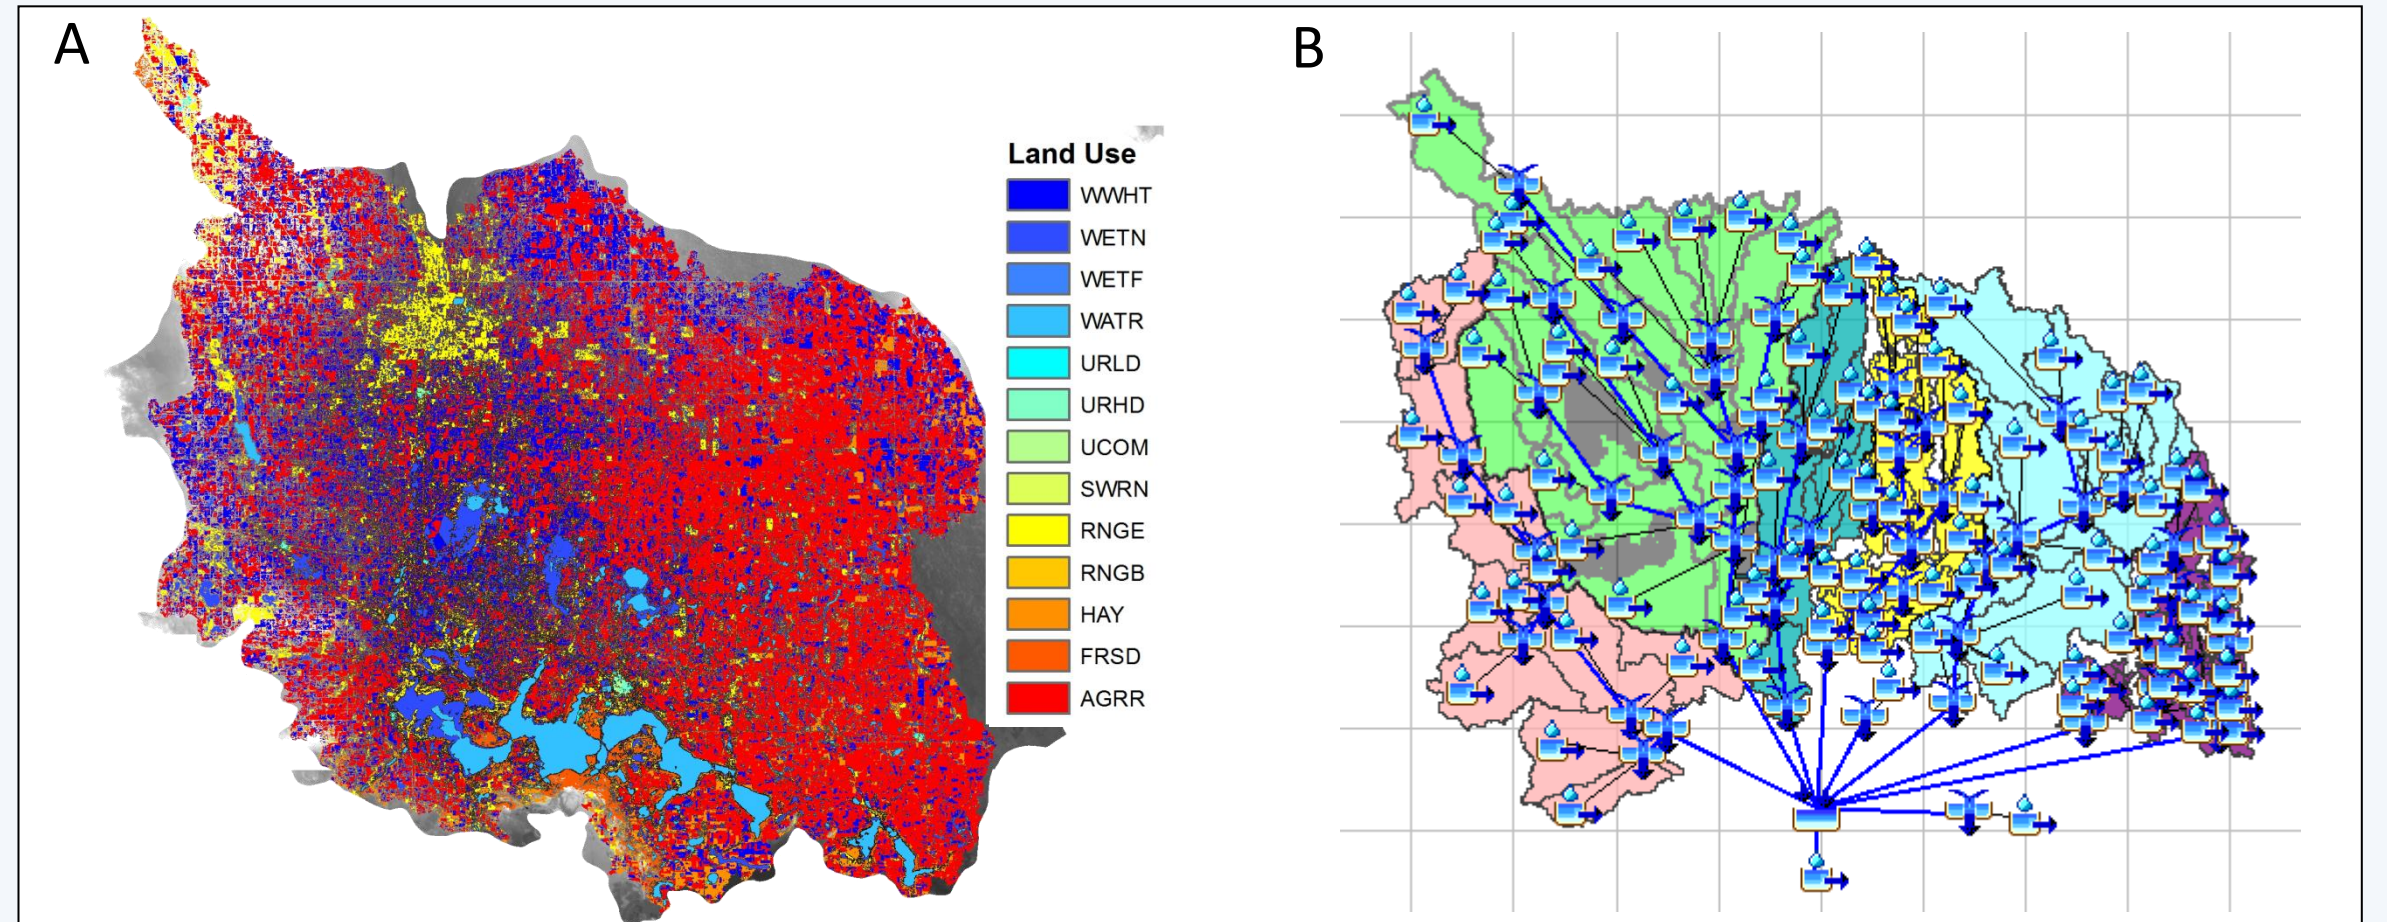 A
B
Land Use
WWHT
WETN
WETF
WATR
URLD
URHD
UCOM
SWRN
RNGE
RNGB
HAY
FRSD
AGRR